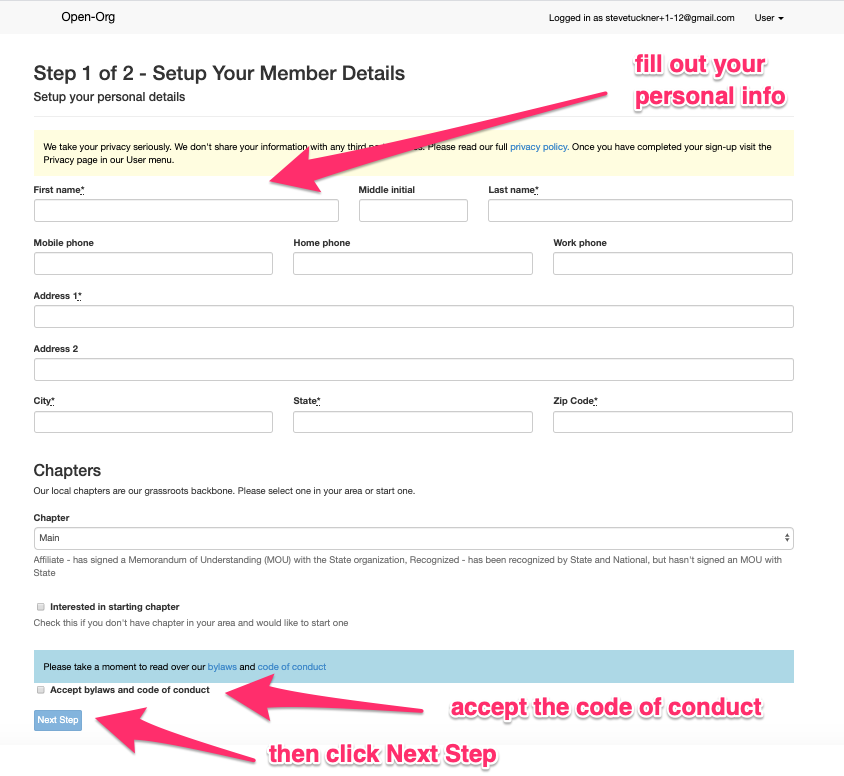 Open-Org
Logged in as stevetuckner+1-12@gmail.com
User
Step 1 of 2 - Setup Your Member Details
Setup your personal details
fill out your
personal info
We take your privacy seriously. We don't share your information with any third Please read our full privacy policy. Once you have completed your sign-up visit the
Privacy page in our User menu.
First name*
Middle initial
Last name*
Mobile phone
Home phone
Work phone
Address 1*
Address 2
City*
State*
Zip Code*
Chapters
Our local chapters are our grassroots backbone. Please select one in your area or start one.
Chapter
Main
Affiliate - has signed a Memorandum of Understanding (MOU) with the State organization, Recognized - has been recognized by State and National, but hasn't signed an MOU with
State
Interested in starting chapter
Check this if you don't have chapter in your area and would like to start one
Please take a moment to read over our bylaws and code of conduct
Accept bylaws and code of conduct
accept the code of conduct
Next Step
then click Next Step